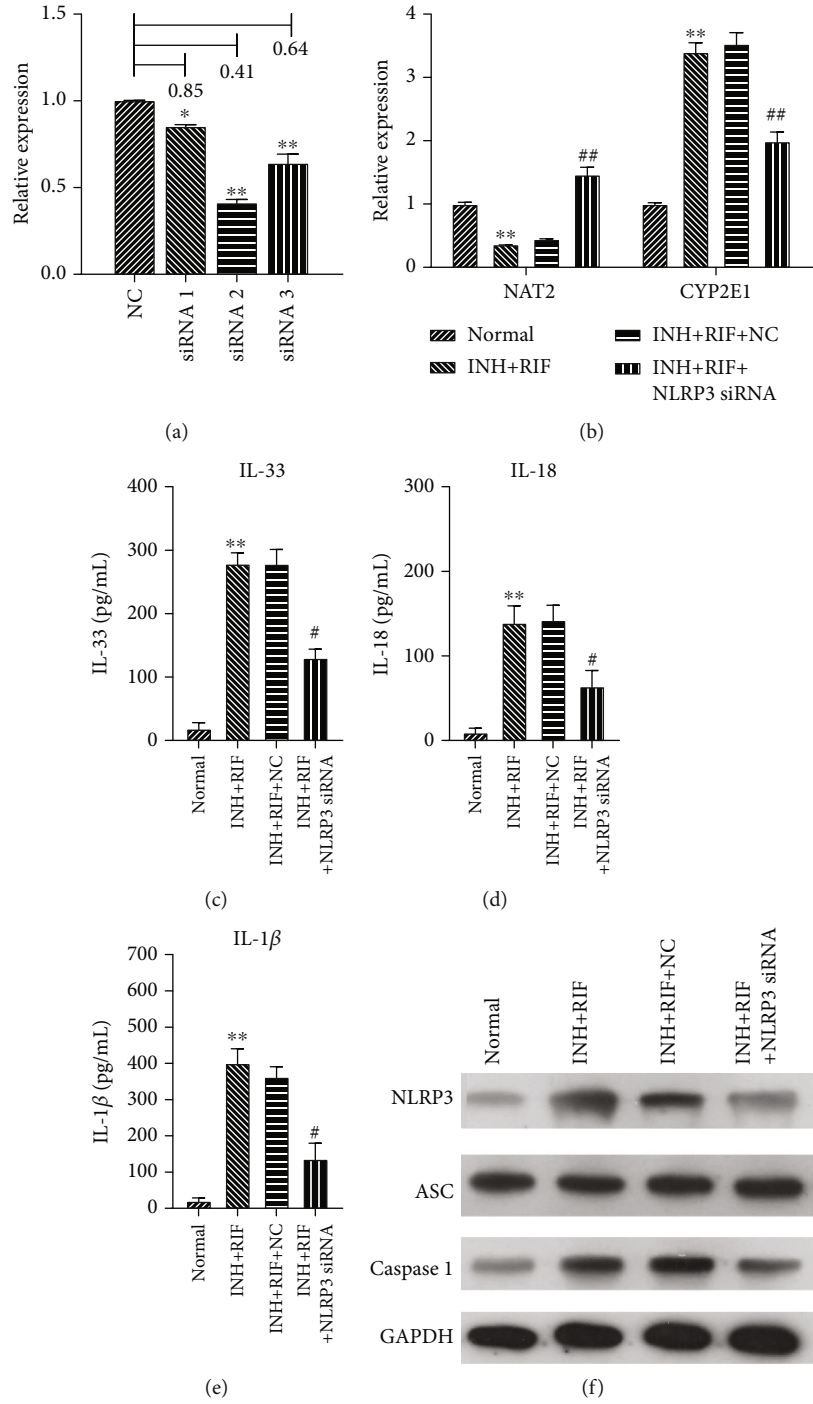 1.5
1.0
0.5
0.0
Relative expression
0.85
0.41
0.64
*
**
**
NC
siRNA 1
siRNA 2
siRNA 3
(a)
4
3
2
1
0
Relative expression
**
##
**
##
NAT2
CYP2E1
Normal
INH+RIF
INH+RIF+NC
INH+RIF+
NLRP3 siRNA
(b)
IL-33
400
300
200
100
0
IL-33 (pg/mL)
**
#
Normal
INH+RIF
INH+RIF+NC
INH+RIF
+NLRP3 siRNA
(c)
IL-18
300
200
100
0
IL-18 (pg/mL)
**
#
Normal
INH+RIF
INH+RIF+NC
INH+RIF
+NLRP3 siRNA
(d)
IL-1β
700
600
500
400
300
200
100
0
IL-1β (pg/mL)
**
#
Normal
INH+RIF
INH+RIF+NC
INH+RIF
+NLRP3 siRNA
(e)
Normal
INH+RIF
INH+RIF+NC
INH+RIF
+NLRP3 siRNA
NLRP3
ASC
Caspase 1
GAPDH
(f)